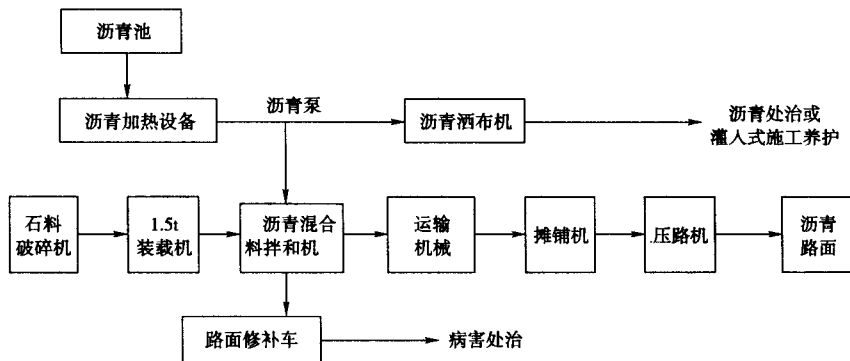 沥青池
沥青加热设备
沥青泵
沥青洒布机
沥青处治或
灌入式施工养护
石料
破碎机
1.5t
装载机
沥青混合
料拌和机
运输
机械
摊铺机
压路机
沥青
路面
路面修补车
病害处治